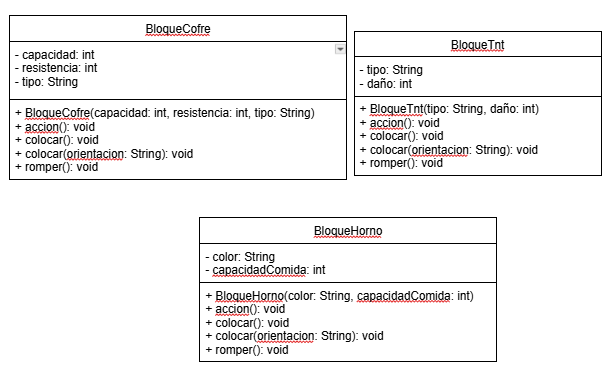 BloqueCofre
- capacidad: int
- resistencia: int
- tipo: String
+ BloqueCofre(capacidad: int, resistencia: int, tipo: String)
+ accion(): void
+ colocar(): void
+ colocar(orientacion: String): void
+ romper(): void
BloqueTnt
- tipo: String
- daño: int
+ BloqueTnt(tipo: String, daño: int)
+ accion(): void
+ colocar(): void
+ colocar(orientacion: String): void
+ romper(): void
BloqueHorno
- color: String
- capacidadComida: int
+ BloqueHorno(color: String, capacidadComida: int)
+ accion(): void
+ colocar(): void
+ colocar(orientacion: String): void
+ romper(): void